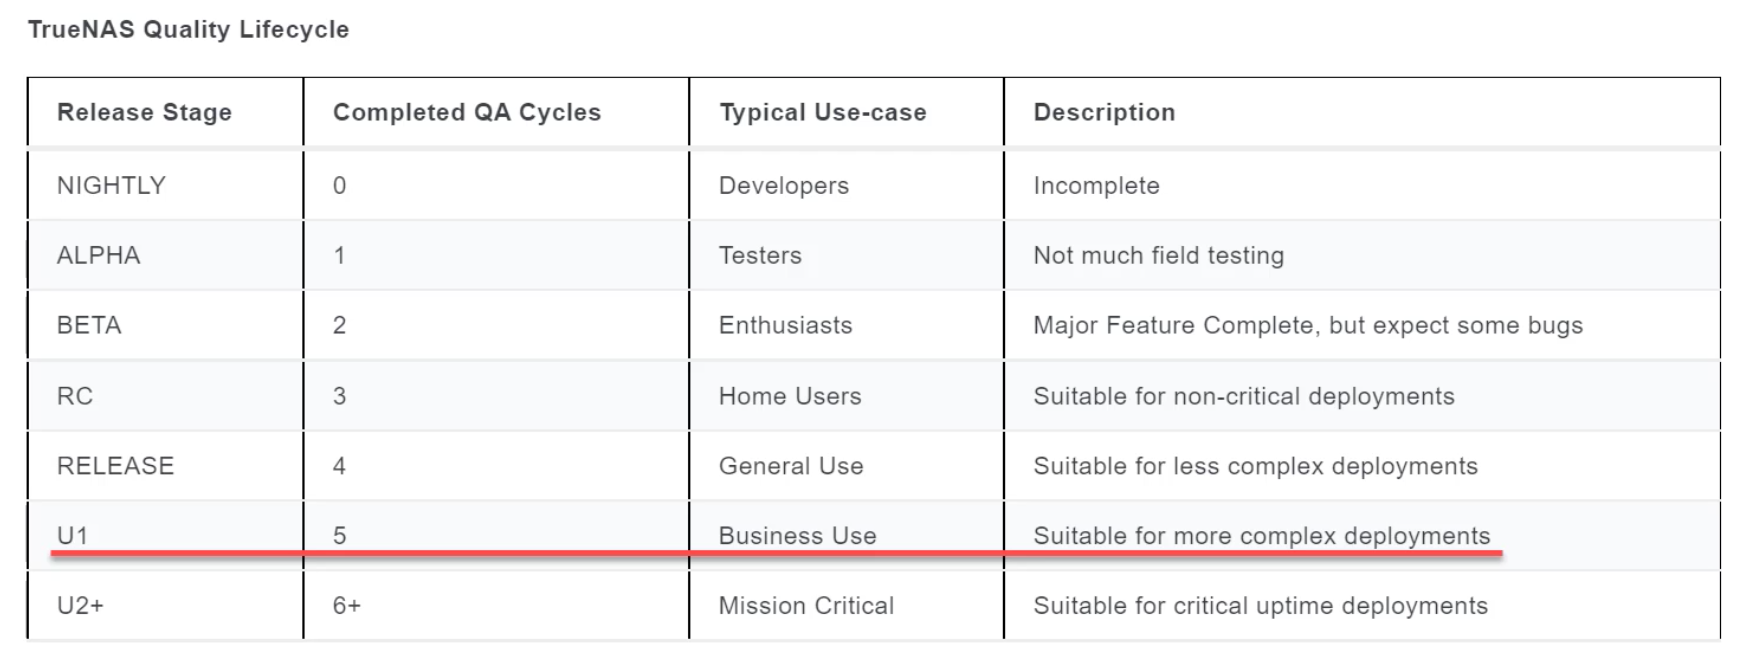 TrueNAS Quality Lifecycle
Release Stage Completed QA Cycles Typical Use-case Description
NIGHTLY 0 Developers Incomplete
ALPHA 1 Testers Not much field testing
BETA 2 Enthusiasts Major Feature Complete, but expect some bugs
RC 3 Home Users Suitable for non-critical deployments
RELEASE 4 General Use Suitable for less complex deployments
U1 5 Business Use Suitable for more complex deployments
U2+ 6+ Mission Critical Suitable for critical uptime deployments